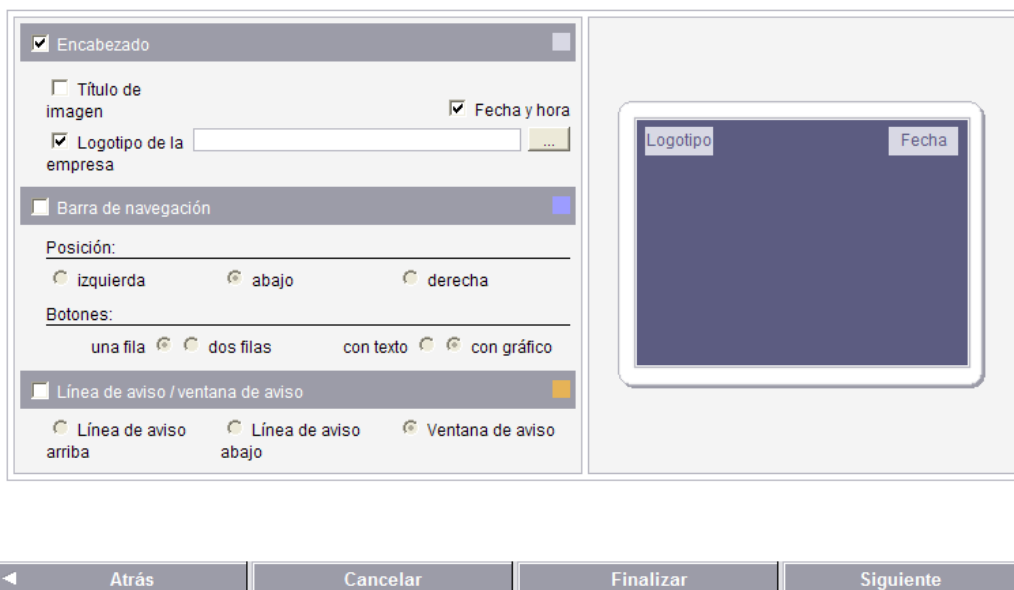 Encabezado
Título de
imagen
Fecha y hora
Logotipo de la
empresa
...
Barra de navegación
Posición:
izquierda abajo derecha
Botones:
una fila dos filas con texto con gráfico
Línea de aviso / ventana de aviso
Línea de aviso
arriba
Línea de aviso
abajo
Ventana de aviso
Logotipo Fecha
Atrás Cancelar Finalizar Siguiente